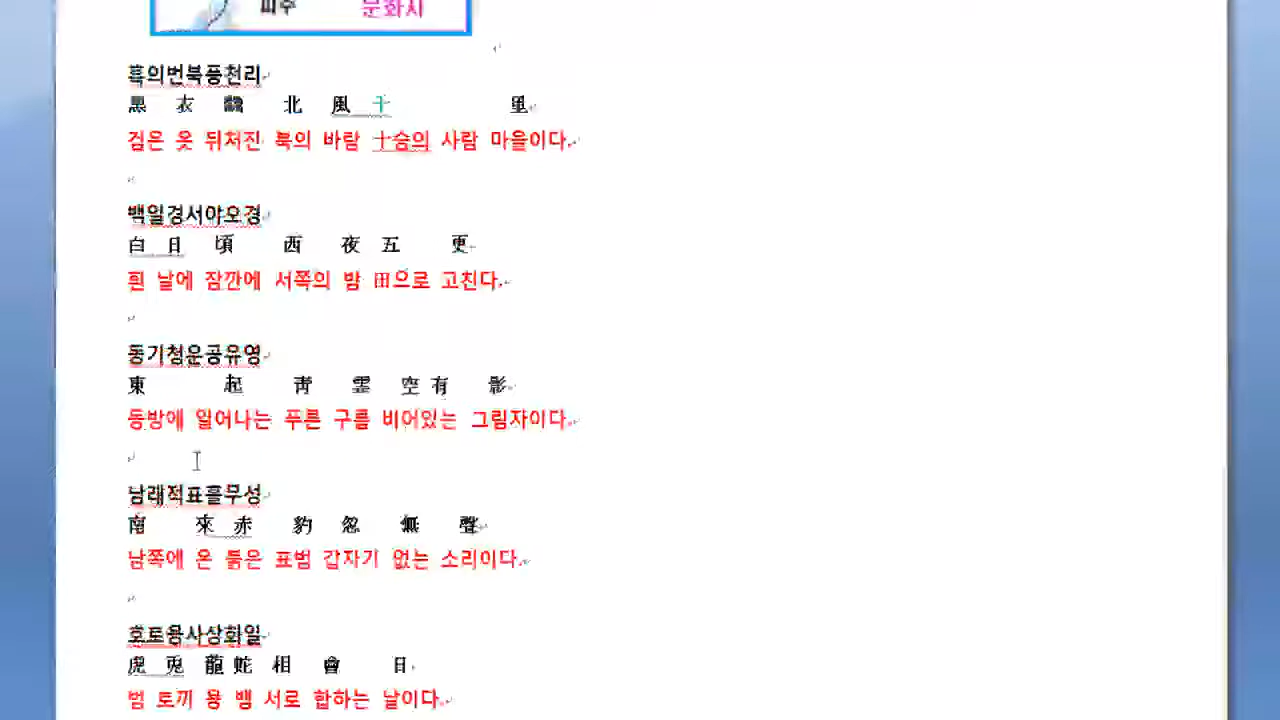 파주 문화시
흑의번북풍천리
黑 衣 飜 北 風 千 里
검은 옷 뒤처진 북의 바람 十승의 사람 마을이다.
백일경서야오경
白 日 頃 西 夜 五 更
흰 날에 잠깐에 서쪽의 밤 田으로 고친다.
동기청운공유영
東 起 靑 雲 空 有 影
동방에 일어나는 푸른 구름 비어있는 그림자이다.
남래적표홀무성
南 來 赤 豹 忽 無 聲
남쪽에 온 붉은 표범 갑자기 없는 소리이다.
호토용사상회일
虎 兎 龍 蛇 相 會 日
범 토끼 용 뱀 서로 합하는 날이다.